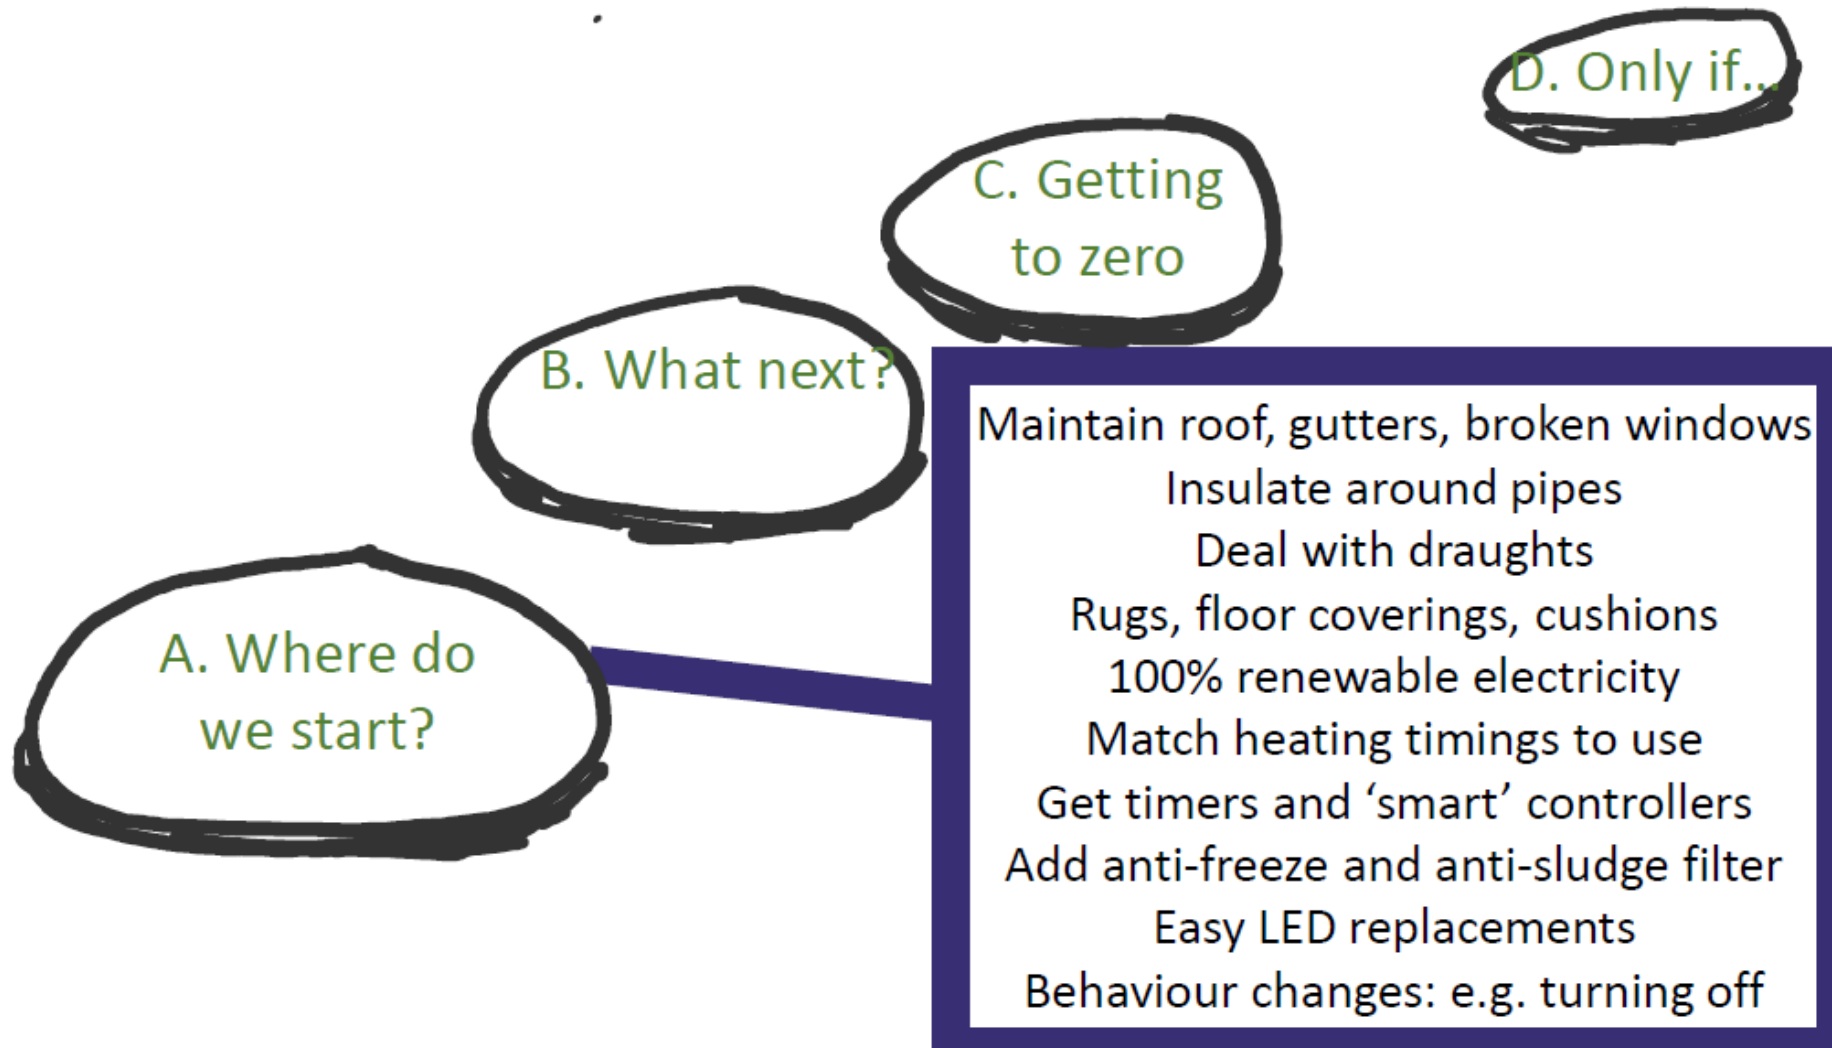 D. Only if...
C. Getting
to zero
B. What next?
A. Where do
we start?
Maintain roof, gutters, broken windows
Insulate around pipes
Deal with draughts
Rugs, floor coverings, cushions
100% renewable electricity
Match heating timings to use
Get timers and ‘smart’ controllers
Add anti-freeze and anti-sludge filter
Easy LED replacements
Behaviour changes: e.g. turning off